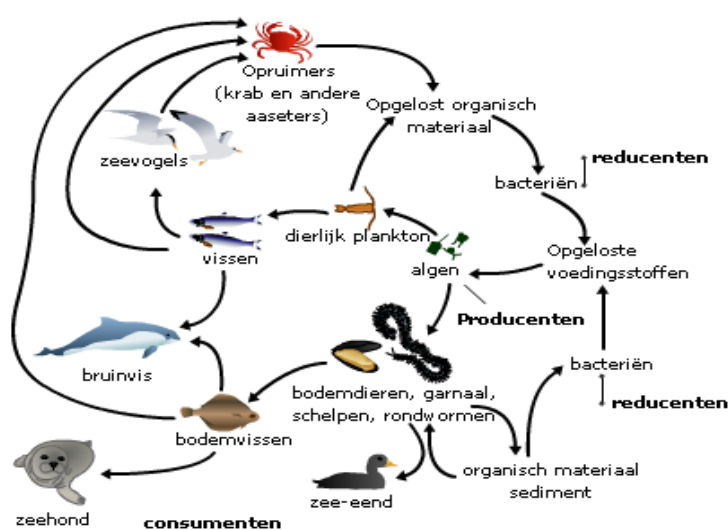 Opruimers
(krab en andere
aaseters)
Opgelost organisch
materiaal
reducenten
zeevogels
bacteriën
dierlijk plankton
vissen
algen
Opgeloste
voedingsstoffen
Producenten
bruinvis
bacteriën
bodemdieren, garnaal,
schelpen, rondwormen
reducenten
bodemvissen
organisch materiaal
sediment
zee-eend
zeehond
consumenten